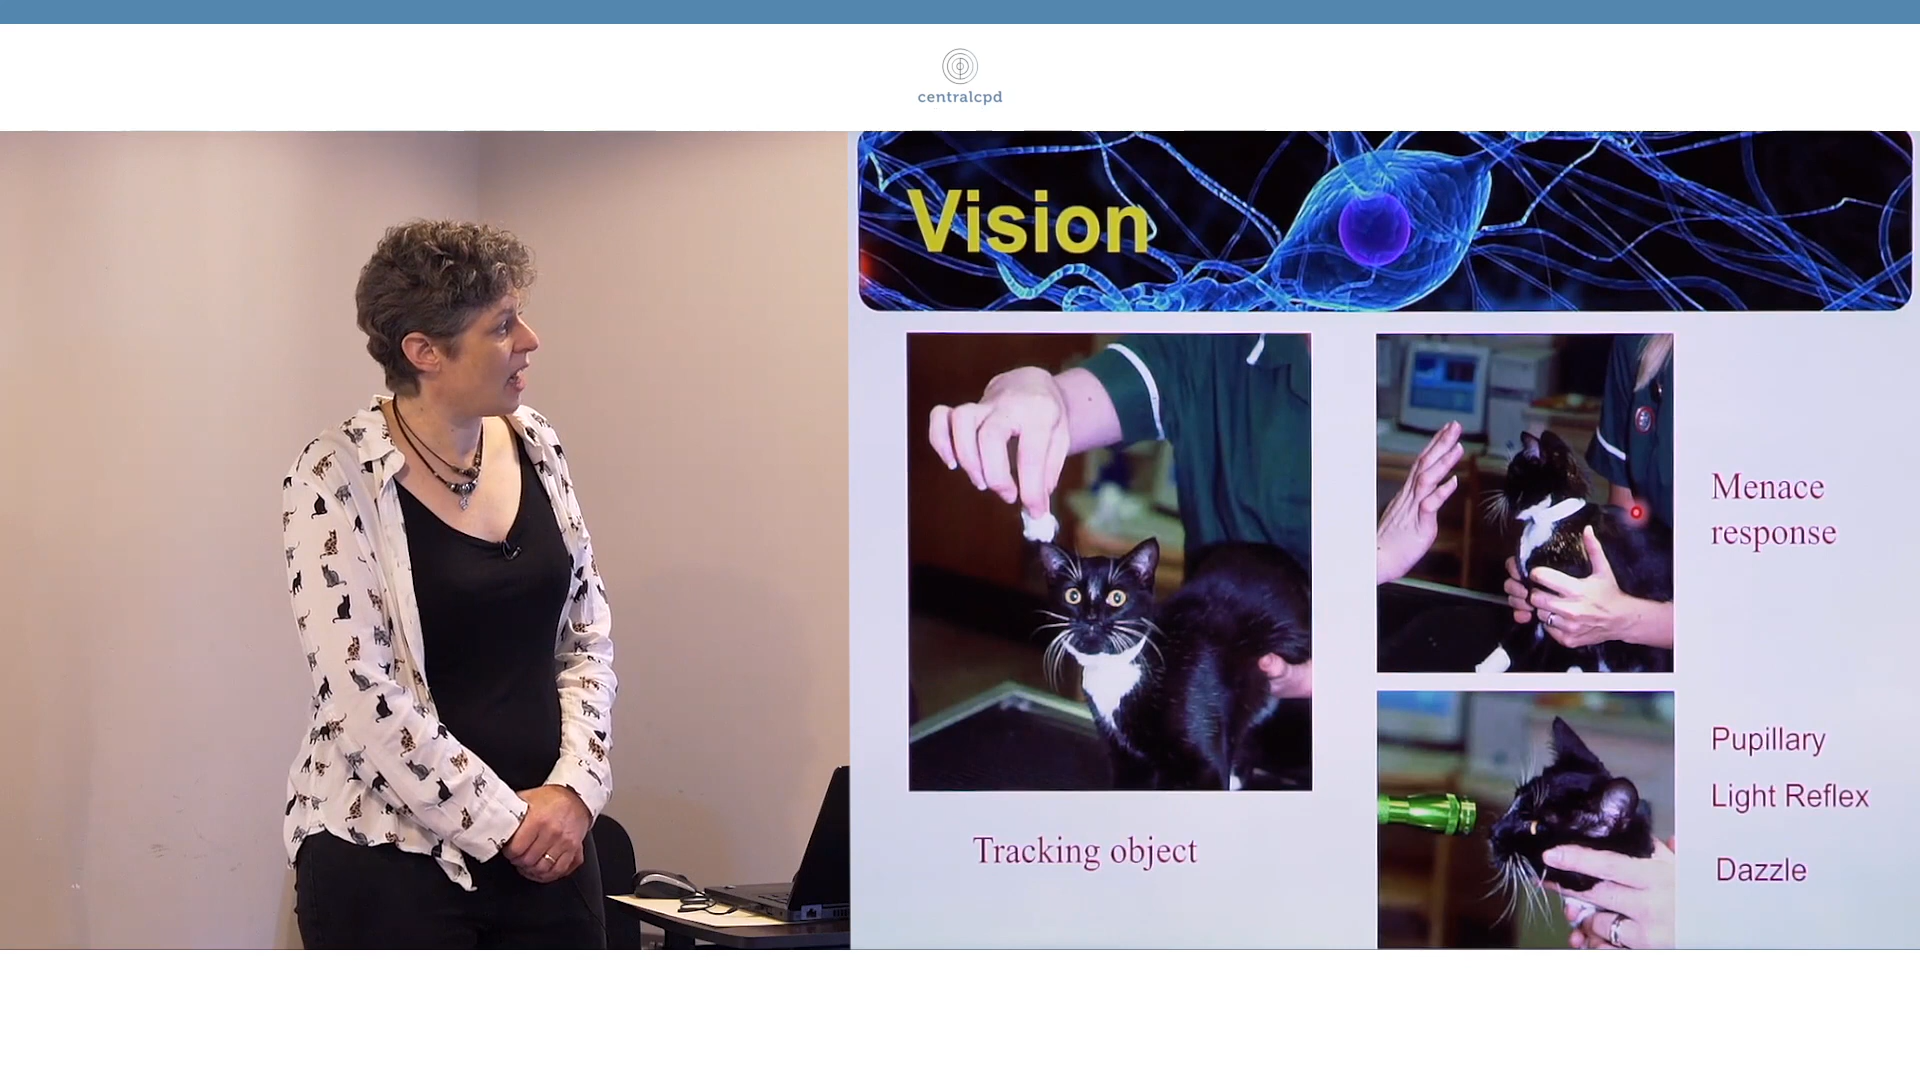 centralcpd
Vision
Tracking object
Menace
response
Pupillary
Light Reflex
Dazzle